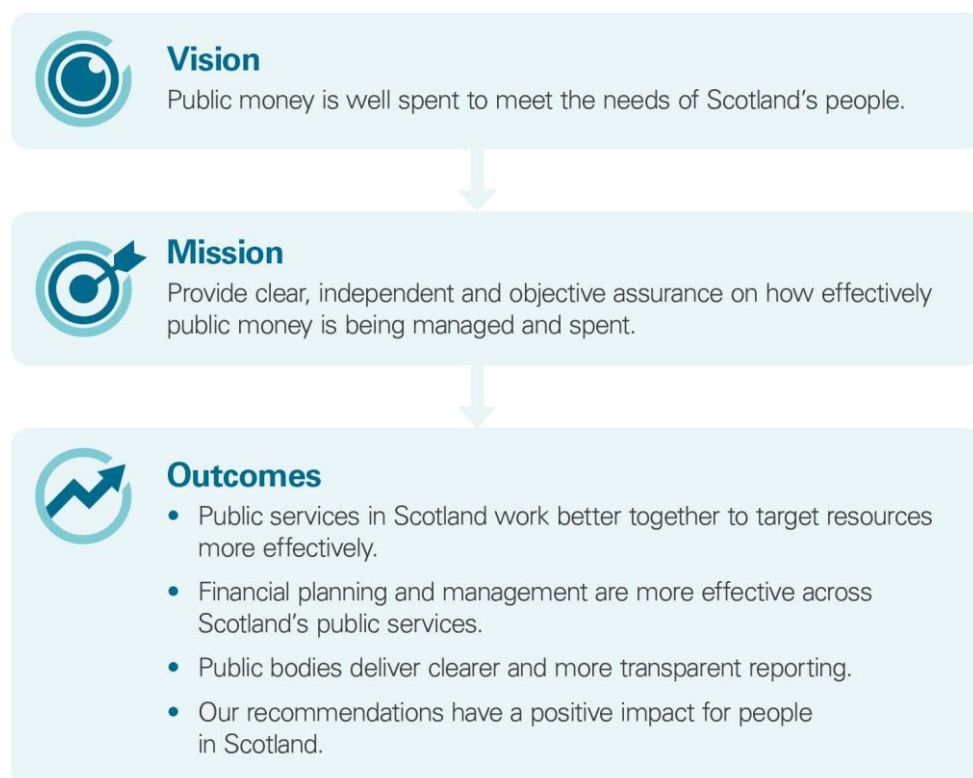 Vision
Public money is well spent to meet the needs of Scotland’s people.
Mission
Provide clear, independent and objective assurance on how effectively
public money is being managed and spent.
Outcomes
• Public services in Scotland work better together to target resources
more effectively.
• Financial planning and management are more effective across
Scotland’s public services.
• Public bodies deliver clearer and more transparent reporting.
• Our recommendations have a positive impact for people
in Scotland.